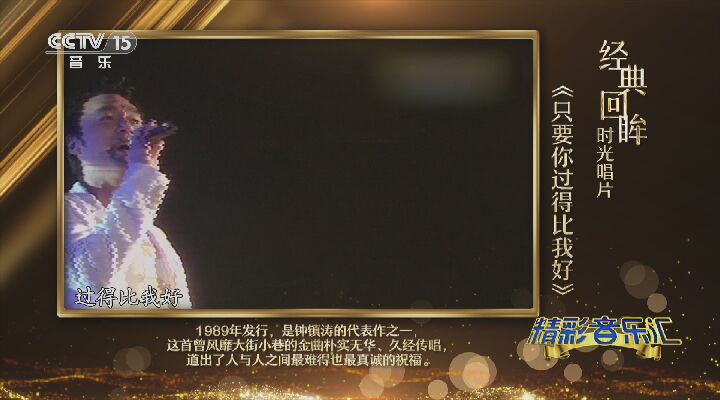 CCTV 15
音乐
经典回眸
时光唱片
《只要你过得比我好》
过得比我好
1989年发行，是钟镇涛的代表作之一，
这首曾风靡大街小巷的金曲朴实无华、久经传唱，
道出了人与人之间最难得也最真诚的祝福。
精彩音乐汇